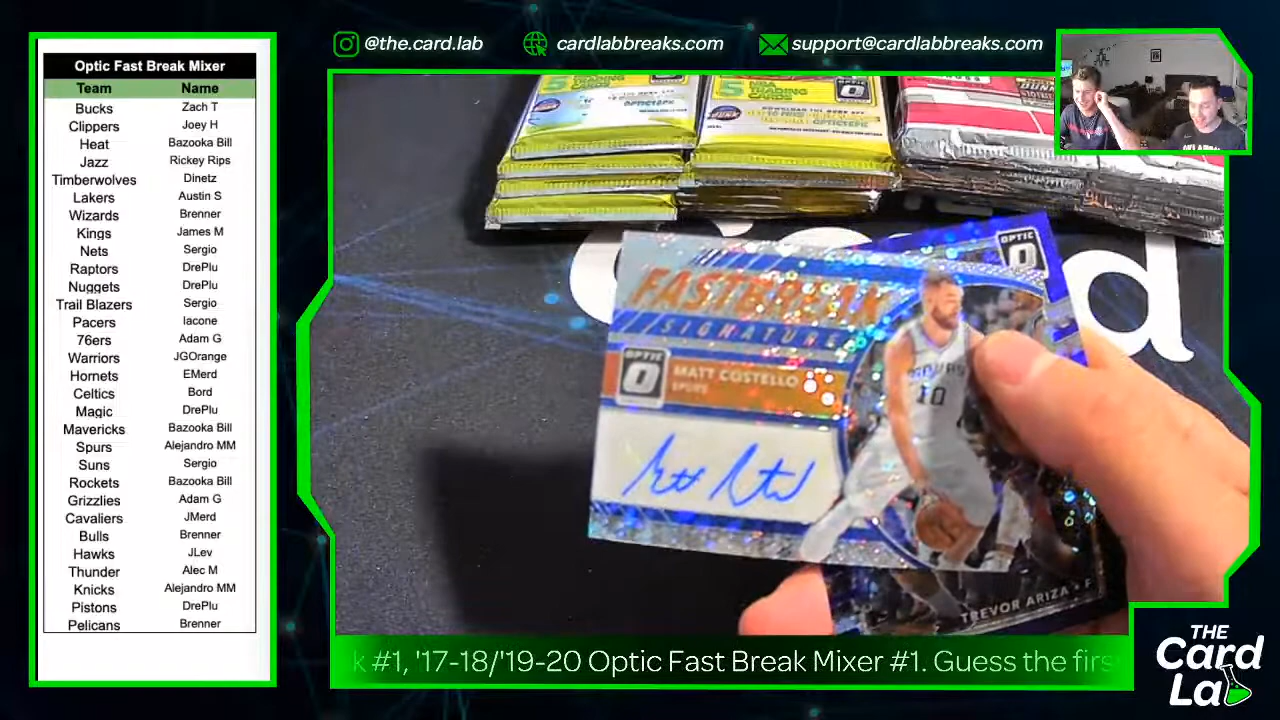 @the.card.lab
cardlabbreaks.com
support@cardlabbreaks.com
Optic Fast Break Mixer
Team Name
Bucks Zach T
Clippers Joey H
Heat Bazooka Bill
Jazz Rickey Rips
Timberwolves Dinetz
Lakers Austin S
Wizards Brenner
Kings James M
Nets Sergio
Raptors DrePlu
Nuggets DrePlu
Trail Blazers Sergio
Pacers Iacone
76ers Adam G
Warriors JGOrange
Hornets EMerd
Celtics Bord
Magic DrePlu
Mavericks Bazooka Bill
Spurs Alejandro MM
Suns Sergio
Rockets Bazooka Bill
Grizzlies Adam G
Cavaliers JMerd
Bulls Brenner
Hawks JLev
Thunder Alec M
Knicks Alejandro MM
Pistons DrePlu
Pelicans Brenner
OPTIC
FAST BREAK
SIGNATURES
OPTIC
MATT COSTELLO
SPURS
10
TREVOR ARIZA • F
k #1, '17-18/'19-20 Optic Fast Break Mixer #1. Guess the firs
THE
Card
Lab